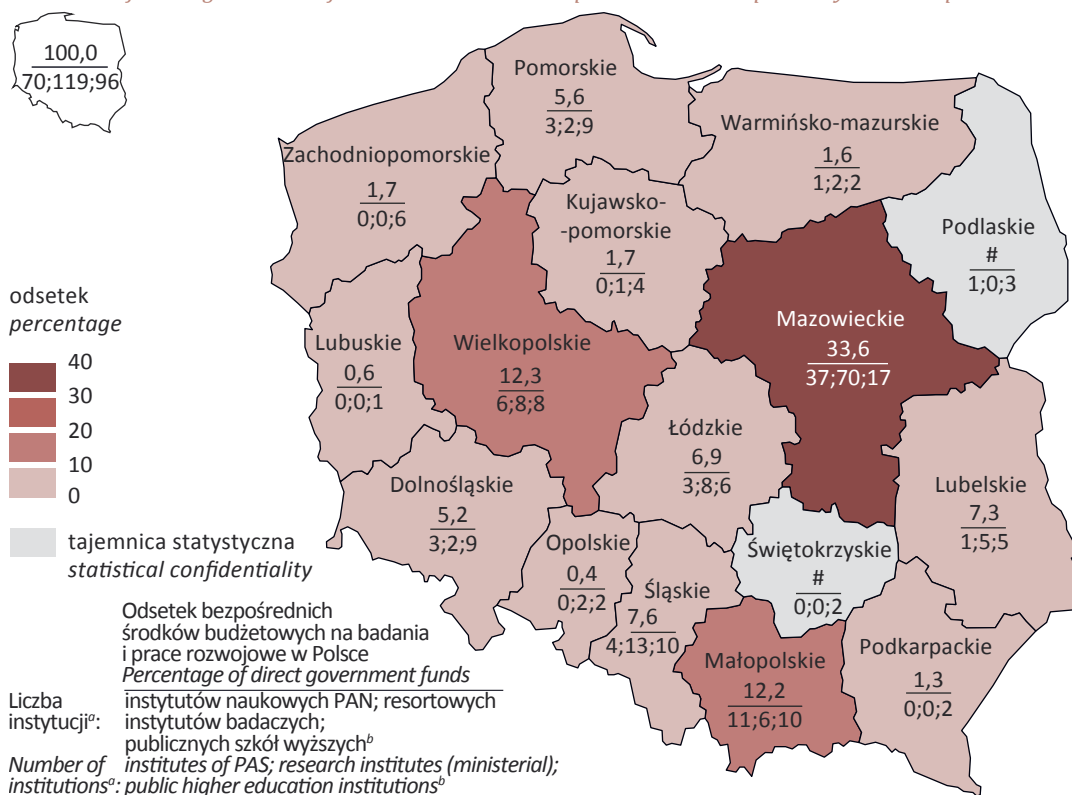 100,0
70;119;96
Pomorskie
5,6
3;2;9
Warmińsko-mazurskie
1,6
1;2;2
Zachodniopomorskie
1,7
0;0;6
Kujawsko-
-pomorskie
1,7
0;1;4
Podlaskie
#
1;0;3
odsetek
percentage
40
30
20
10
0
tajemnica statystyczna
statistical confidentiality
Mazowieckie
33,6
37;70;17
Lubuskie
0,6
0;0;1
Wielkopolskie
12,3
6;8;8
Łódzkie
6,9
3;8;6
Dolnośląskie
5,2
3;2;9
Lubelskie
7,3
1;5;5
Opolskie
0,4
0;2;2
Śląskie
7,6
4;13;10
Świętokrzyskie
#
0;0;2
Małopolskie
12,2
11;6;10
Podkarpackie
1,3
0;0;2
Odsetek bezpośrednich
środków budżetowych na badania
i prace rozwojowe w Polsce
Percentage of direct government funds
Liczba
instytucjiᵃ:
instytutów naukowych PAN; resortowych
instytutów badaczych;
publicznych szkół wyższychᵇ
Number of institutes of PAS; research institutes (ministerial);
institutionsᵃ: public higher education institutionsᵇ